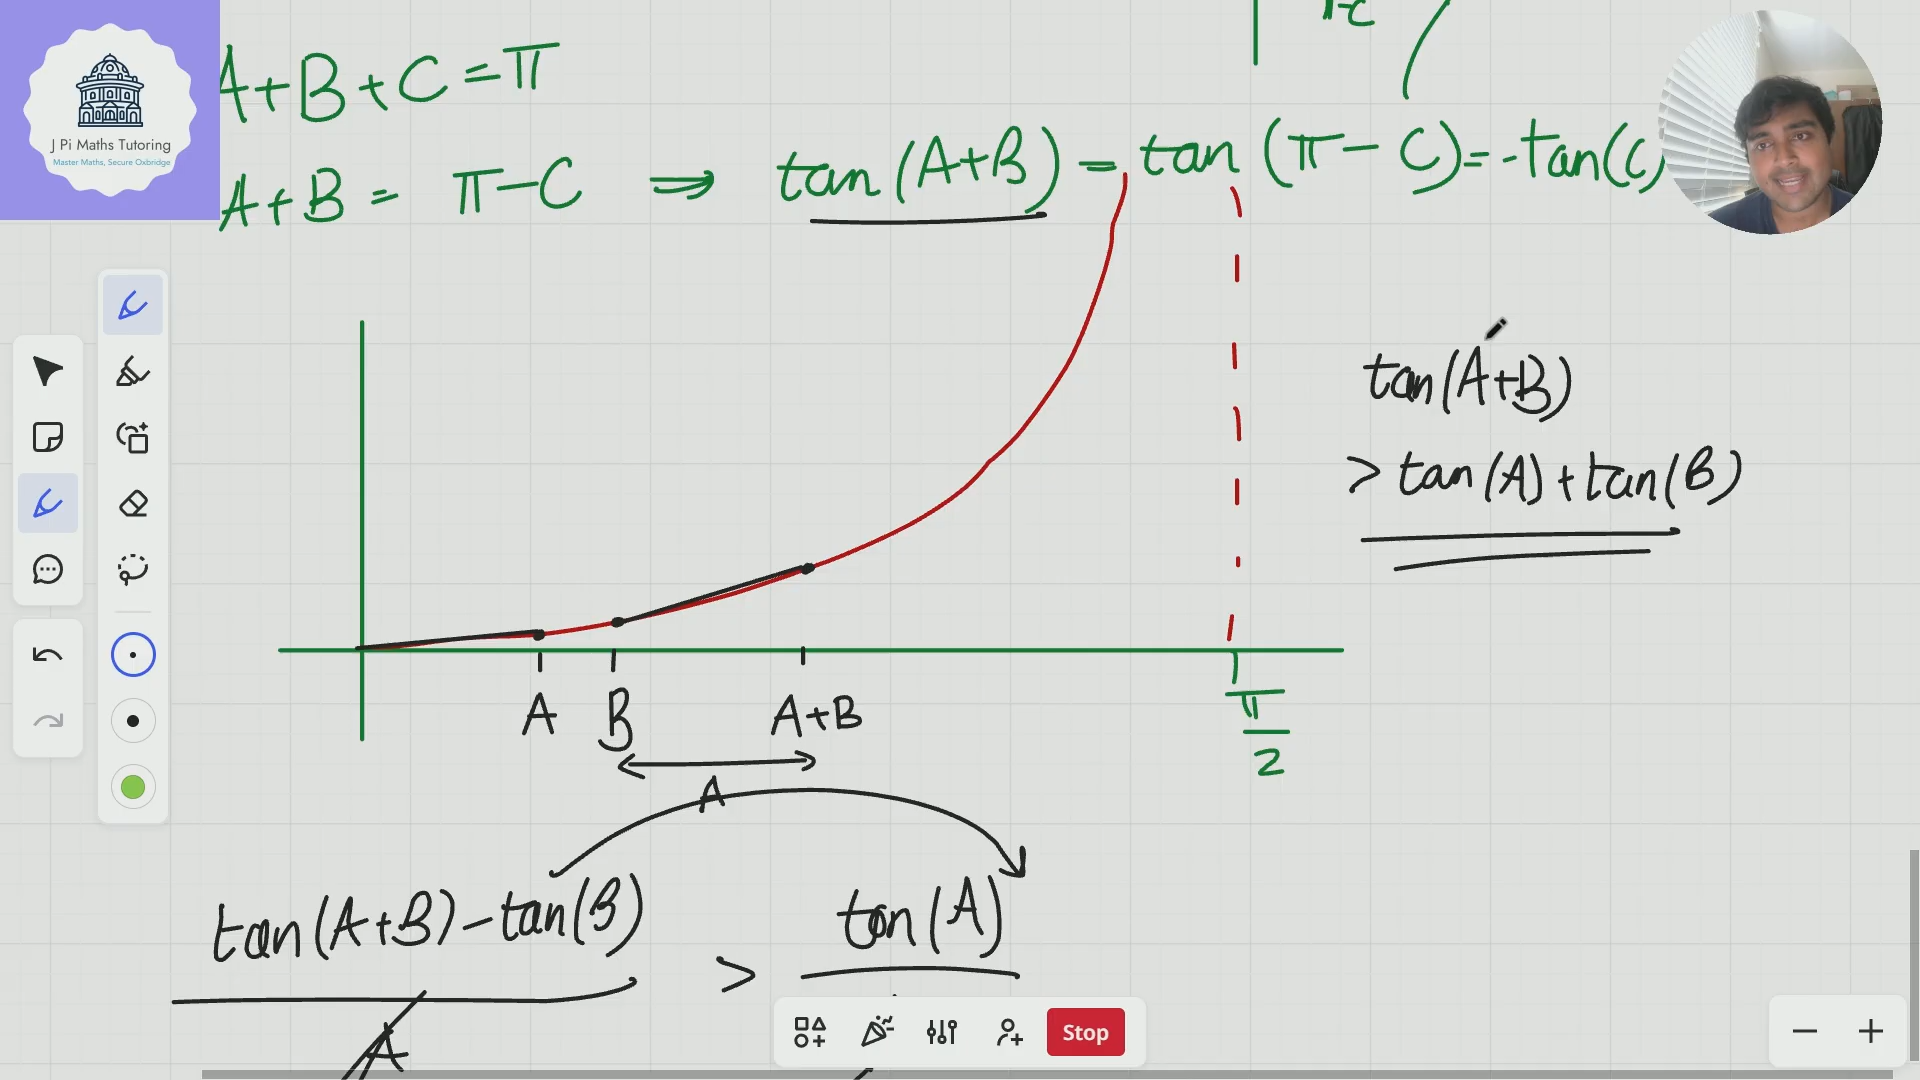 J Pi Maths Tutoring
Master Maths, Secure Oxbridge
A+B+C=π
A+B = π-C ⇒ tan(A+B) = tan(π-C)=-tan(C)
tan(A+B)
> tan(A)+tan(B)
A B A+B
π/2
A
tan(A+B)-tan(B) > tan(A)
A
Stop